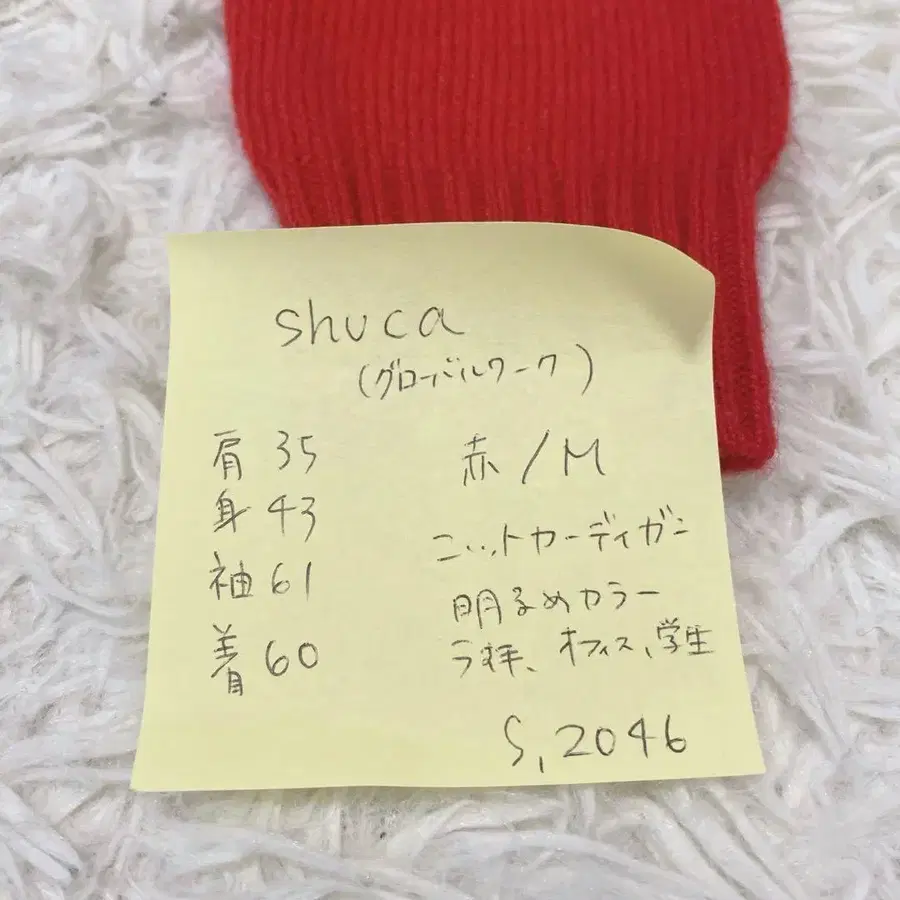 shuca
(グローバルワーク)
肩 35
身 43
袖 61
着 60
赤 / M
ニットカーディガン
明るめカラー
オフィス、学生
S, 2046